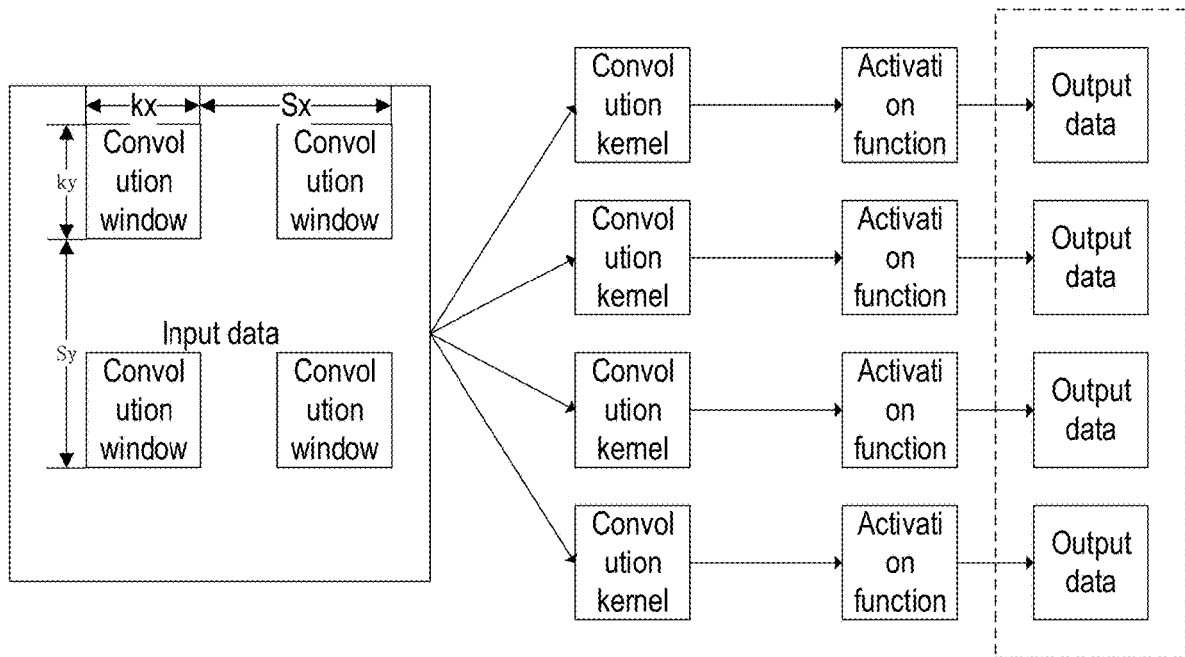 kx
Sx
Convol
ution
window
Convol
ution
window
ky
Sy
Input data
Convol
ution
window
Convol
ution
window
Convol
ution
kernel
Activati
on
function
Output
data
Convol
ution
kernel
Activati
on
function
Output
data
Convol
ution
kernel
Activati
on
function
Output
data
Convol
ution
kernel
Activati
on
function
Output
data